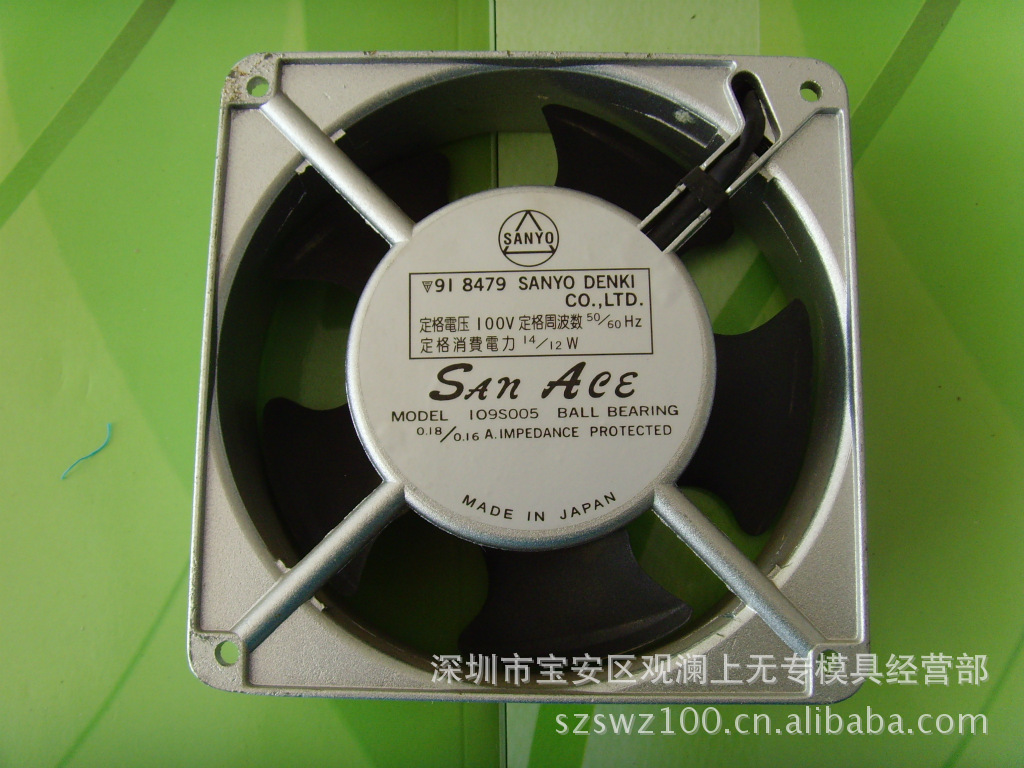 SANYO
▽91 8479 SANYO DENKI
CO.,LTD.
定格電圧 100V 定格周波数 50/60 Hz
定格消費電力 14/12 W
SAN ACE
MODEL 109S005 BALL BEARING
0.18/0.16 A. IMPEDANCE PROTECTED
MADE IN JAPAN
深圳市宝安区观澜上无专模具经营部
szswz100.cn.alibaba.com